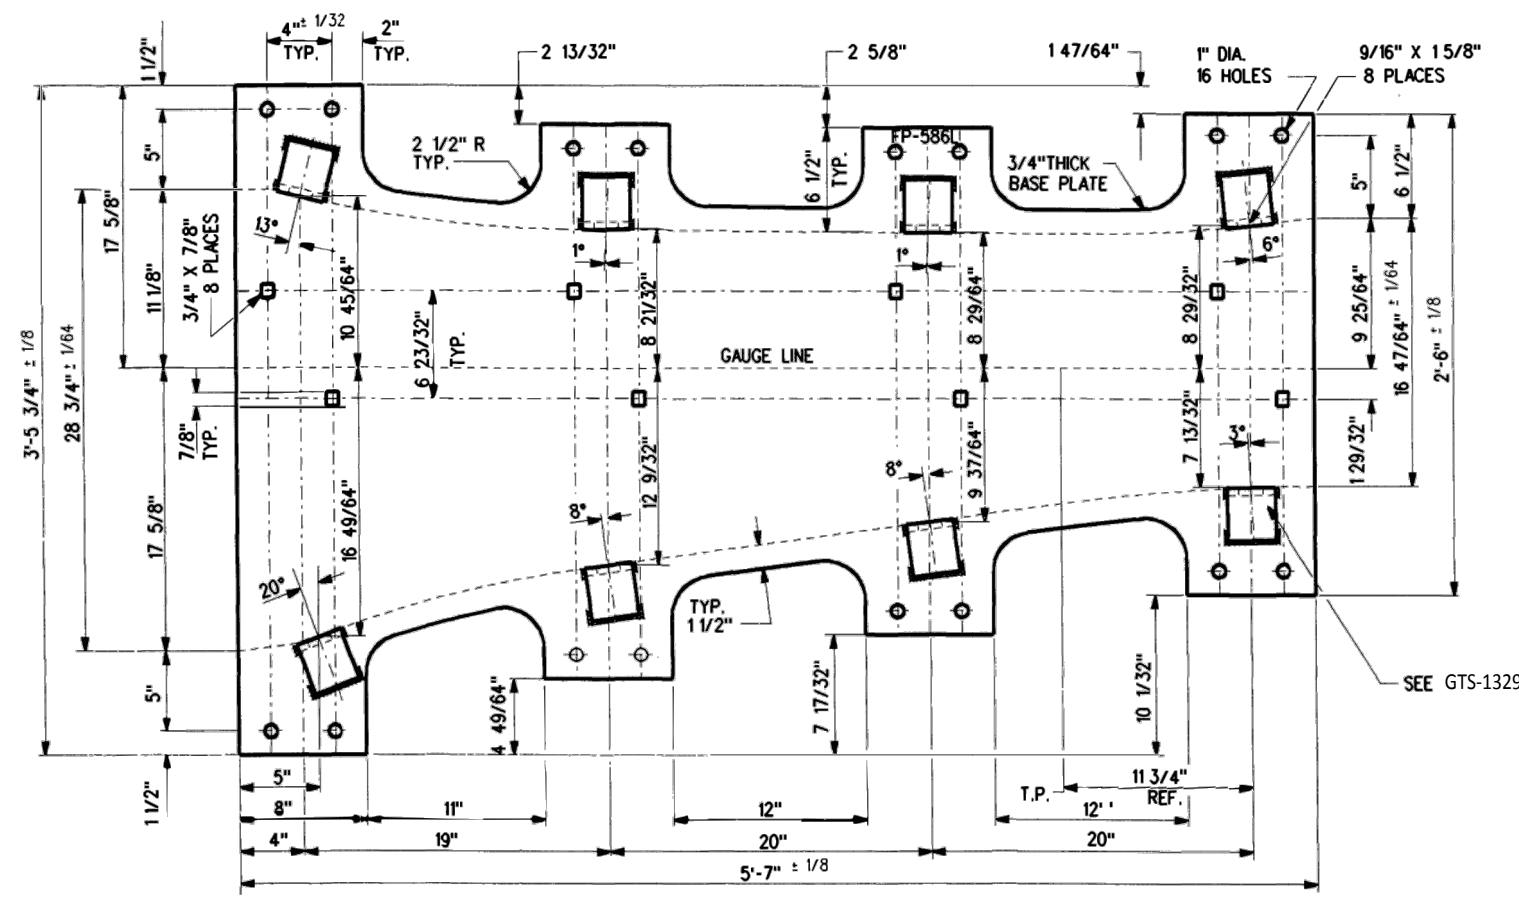 4"± 1/32
TYP.
2"
TYP.
1 1/2"
2 13/32"
2 5/8"
1 47/64"
1" DIA.
16 HOLES
9/16" X 1 5/8"
8 PLACES
FP-586L
2 1/2" R
TYP.
6 1/2"
TYP.
3/4"THICK
BASE PLATE
5"
5"
6 1/2"
17 5/8"
13°
1°
1°
6°
11 1/8"
3/4" X 7/8"
8 PLACES
10 45/64"
6 23/32"
TYP.
8 21/32"
8 29/64"
8 29/32"
9 25/64"
16 47/64" ± 1/64
2'-6" ± 1/8
GAUGE LINE
3'-5 3/4" ± 1/8
28 3/4" ± 1/64
7/8"
TYP.
17 5/8"
16 49/64"
12 9/32"
9 37/64"
7 13/32"
1 29/32"
3°
8°
8°
20°
TYP.
1 1/2"
5"
4 49/64"
7 17/32"
10 1/32"
SEE GTS-1329
1 1/2"
5"
8"
11"
12"
T.P.
11 3/4"
REF.
12''
4"
19"
20"
20"
5'-7" ± 1/8